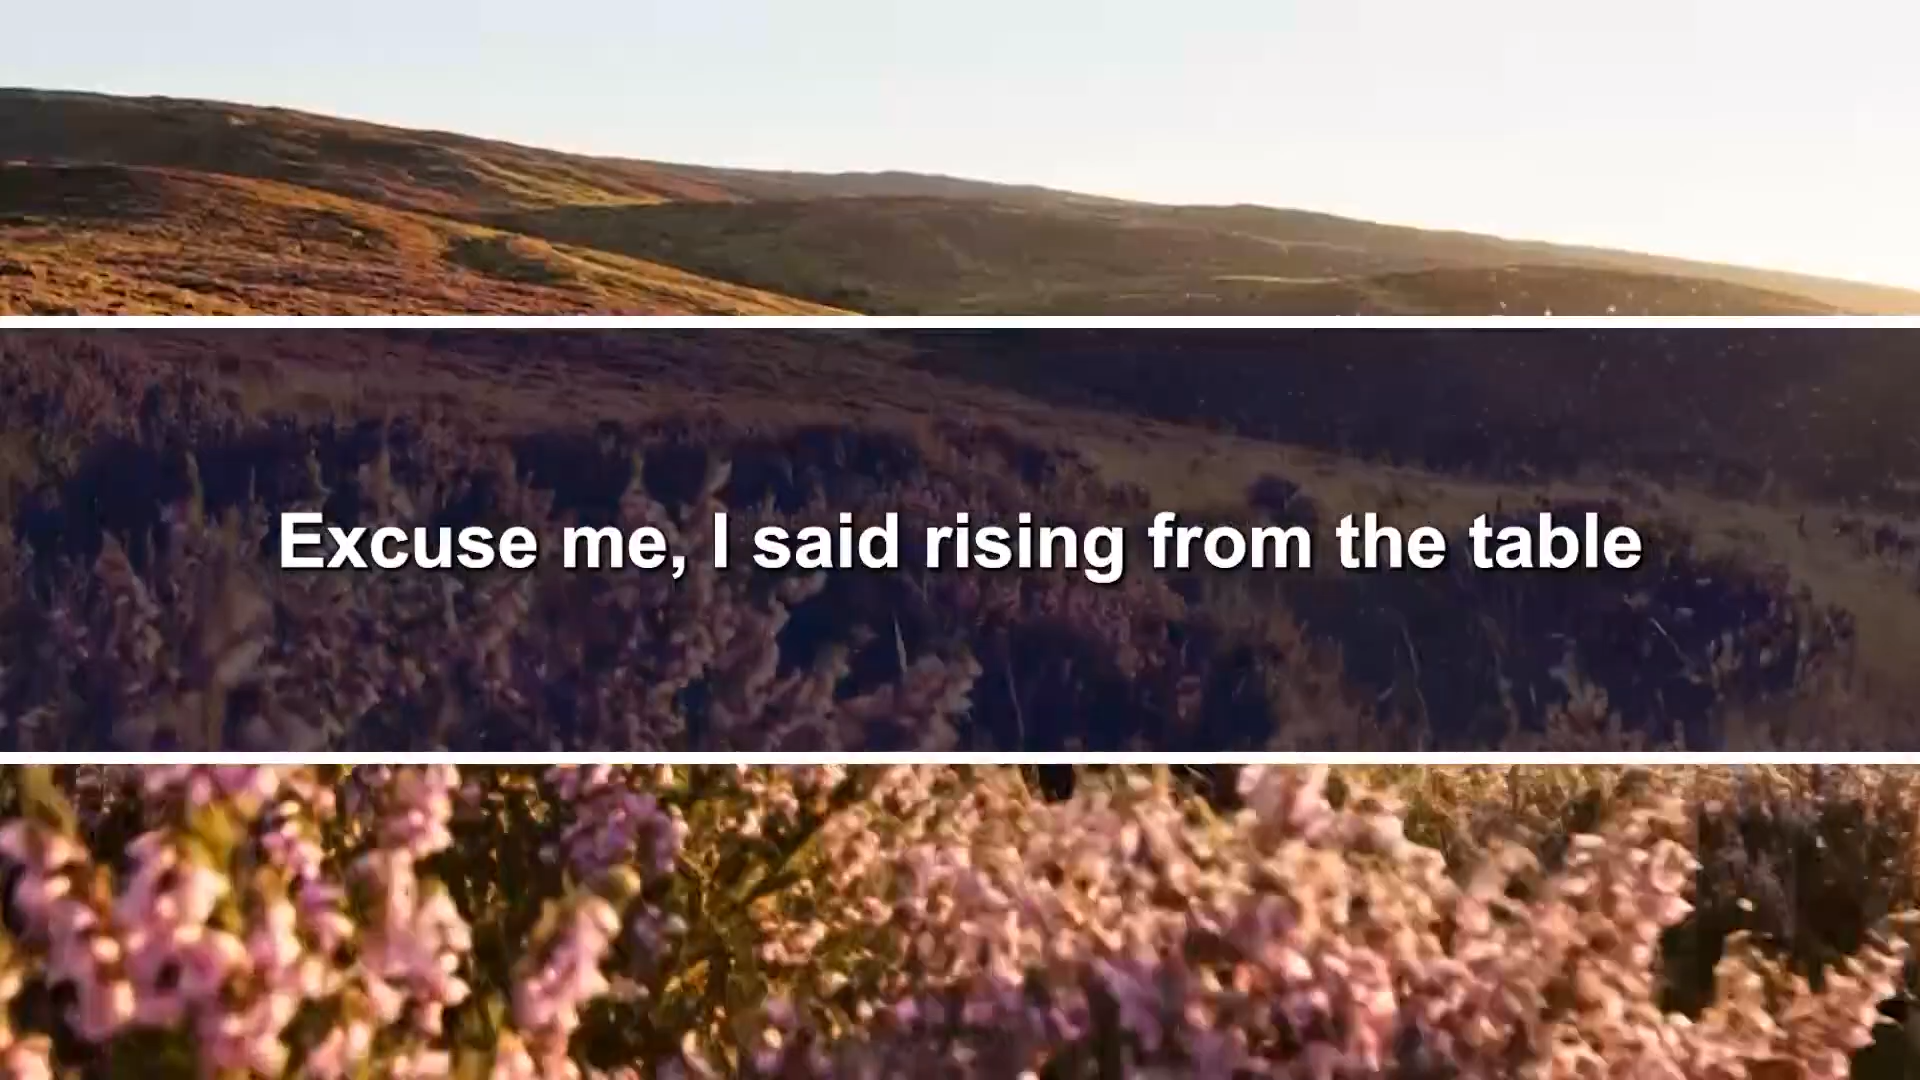 Excuse me, I said rising from the table